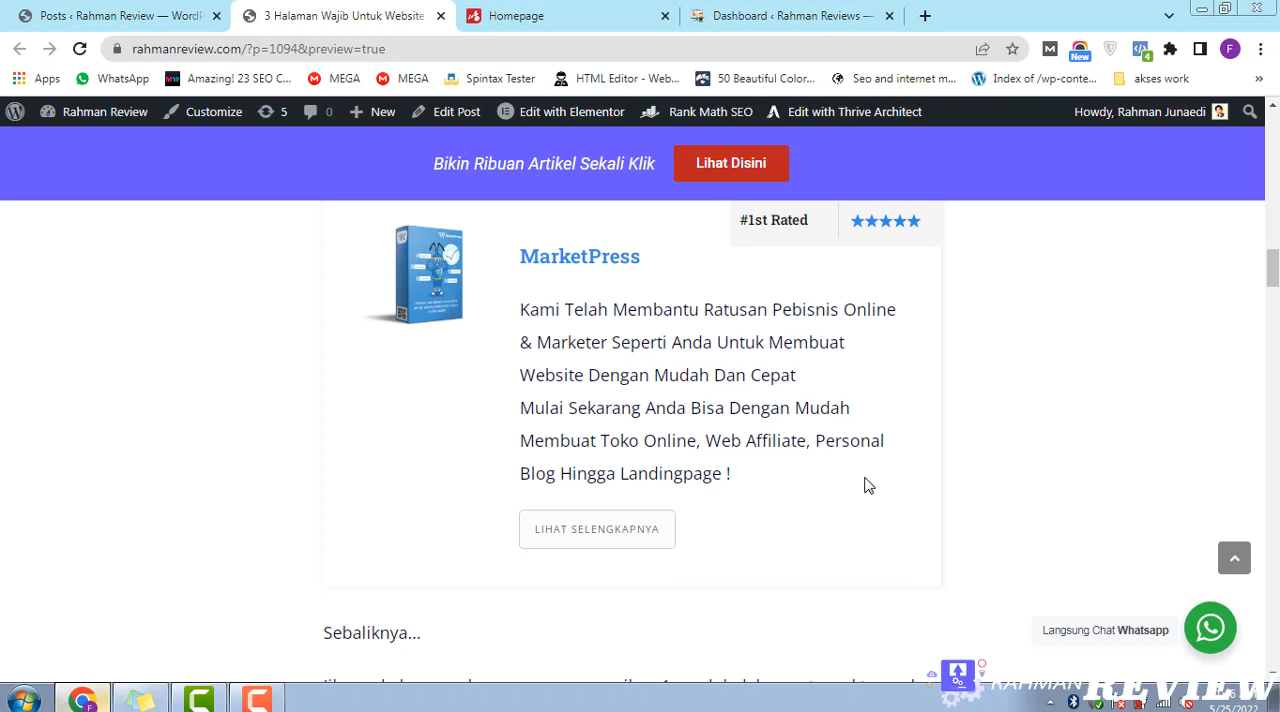 Posts ‹ Rahman Review — WordP
3 Halaman Wajib Untuk Website
Homepage
Dashboard ‹ Rahman Reviews —
rahmanreview.com/?p=1094&preview=true
New
4
F
Apps
WhatsApp
Amazing! 23 SEO C...
MEGA
MEGA
Spintax Tester
HTML Editor - Web...
50 Beautiful Color...
Seo and internet m...
Index of /wp-conte...
akses work
»
Rahman Review
Customize
5
0
New
Edit Post
Edit with Elementor
Rank Math SEO
Edit with Thrive Architect
Howdy, Rahman Junaedi
Bikin Ribuan Artikel Sekali Klik
Lihat Disini
#1st Rated
MarketPress
Kami Telah Membantu Ratusan Pebisnis Online
& Marketer Seperti Anda Untuk Membuat
Website Dengan Mudah Dan Cepat
Mulai Sekarang Anda Bisa Dengan Mudah
Membuat Toko Online, Web Affiliate, Personal
Blog Hingga Landingpage !
LIHAT SELENGKAPNYA
Sebaliknya...
Langsung Chat Whatsapp
RAHMAN REVIEW
5/25/2022